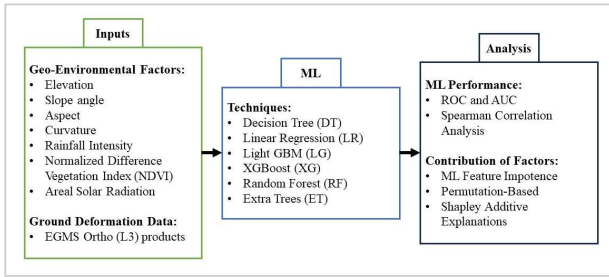 Inputs
Geo-Environmental Factors:
• Elevation
• Slope angle
• Aspect
• Curvature
• Rainfall Intensity
• Normalized Difference
Vegetation Index (NDVI)
• Areal Solar Radiation
Ground Deformation Data:
• EGMS Ortho (L3) products
ML
Techniques:
• Decision Tree (DT)
• Linear Regression (LR)
• Light GBM (LG)
• XGBoost (XG)
• Random Forest (RF)
• Extra Trees (ET)
Analysis
ML Performance:
• ROC and AUC
• Spearman Correlation
Analysis
Contribution of Factors:
• ML Feature Impotence
• Permutation-Based
• Shapley Additive
Explanations